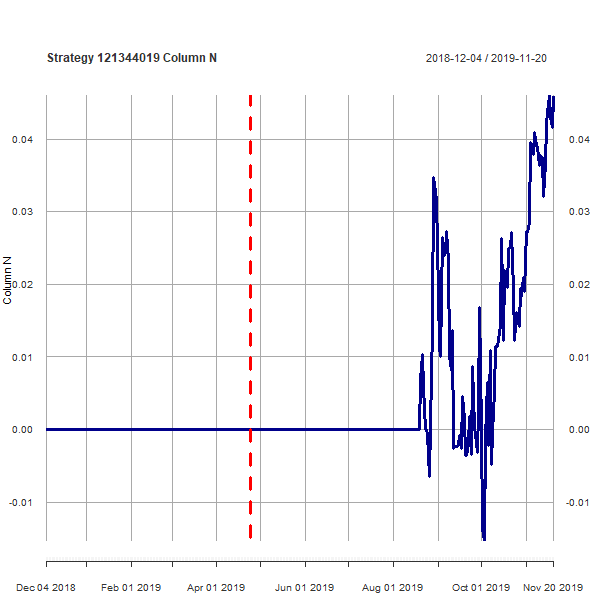 Strategy 121344019 Column N
2018-12-04 / 2019-11-20
0.04
0.04
0.03
0.03
0.02
0.02
0.01
0.01
0.00
0.00
-0.01
-0.01
Column N
Dec 04 2018
Feb 01 2019
Apr 01 2019
Jun 01 2019
Aug 01 2019
Oct 01 2019
Nov 20 2019